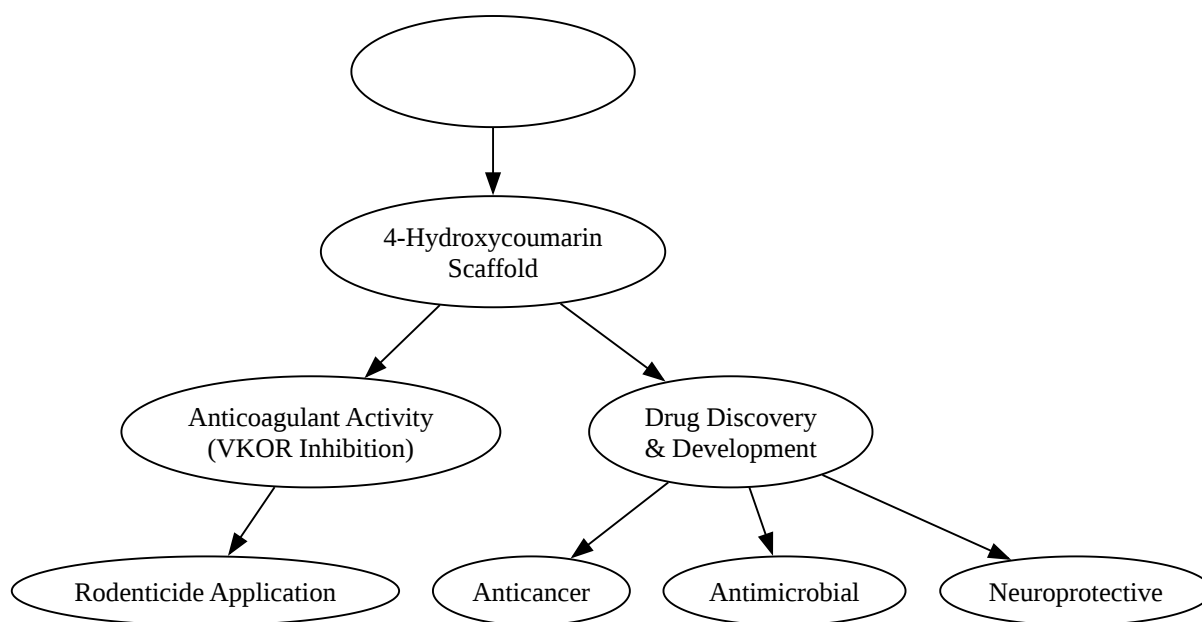 4-Hydroxycoumarin
Scaffold
Anticoagulant Activity
(VKOR Inhibition)
Drug Discovery
& Development
Rodenticide Application
Anticancer
Antimicrobial
Neuroprotective